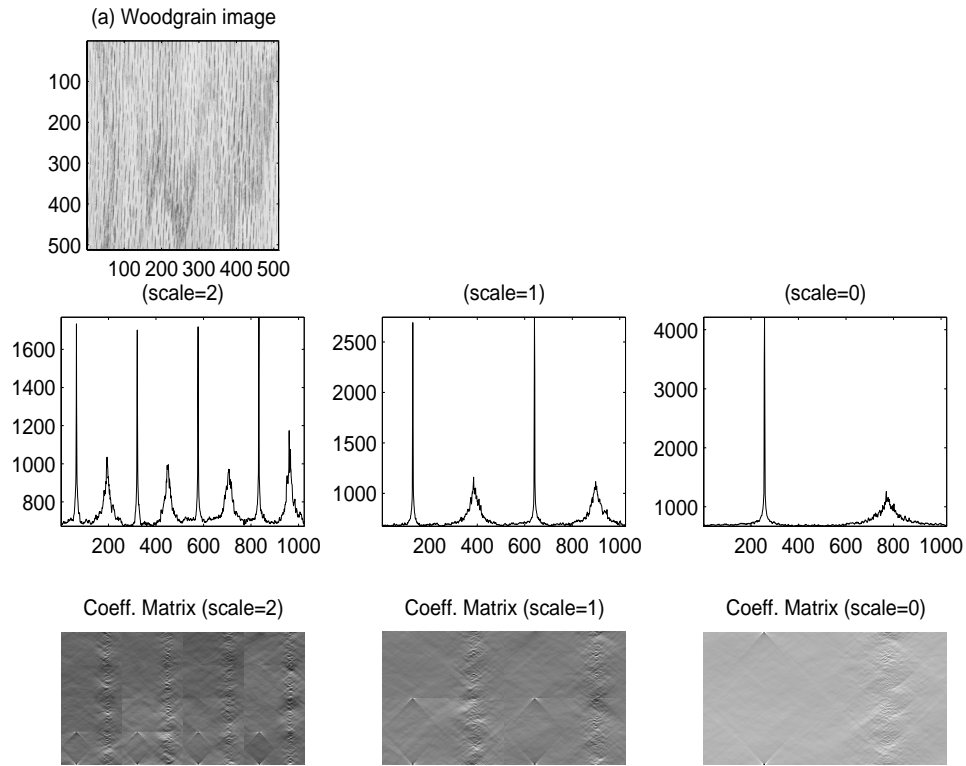 (a) Woodgrain image
100
200
300
400
500
100 200 300 400 500
(scale=2)
(scale=1)
(scale=0)
1600
1400
1200
1000
800
200 400 600 800 1000
2500
2000
1500
1000
200 400 600 800 1000
4000
3000
2000
1000
200 400 600 800 1000
Coeff. Matrix (scale=2)
Coeff. Matrix (scale=1)
Coeff. Matrix (scale=0)